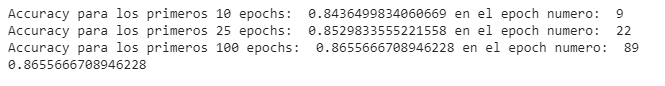 Accuracy para los primeros 10 epochs:  0.8436499834060669 en el epoch numero:  9
Accuracy para los primeros 25 epochs:  0.8529833555221558 en el epoch numero:  22
Accuracy para los primeros 100 epochs:  0.8655666708946228 en el epoch numero:  89
0.8655666708946228